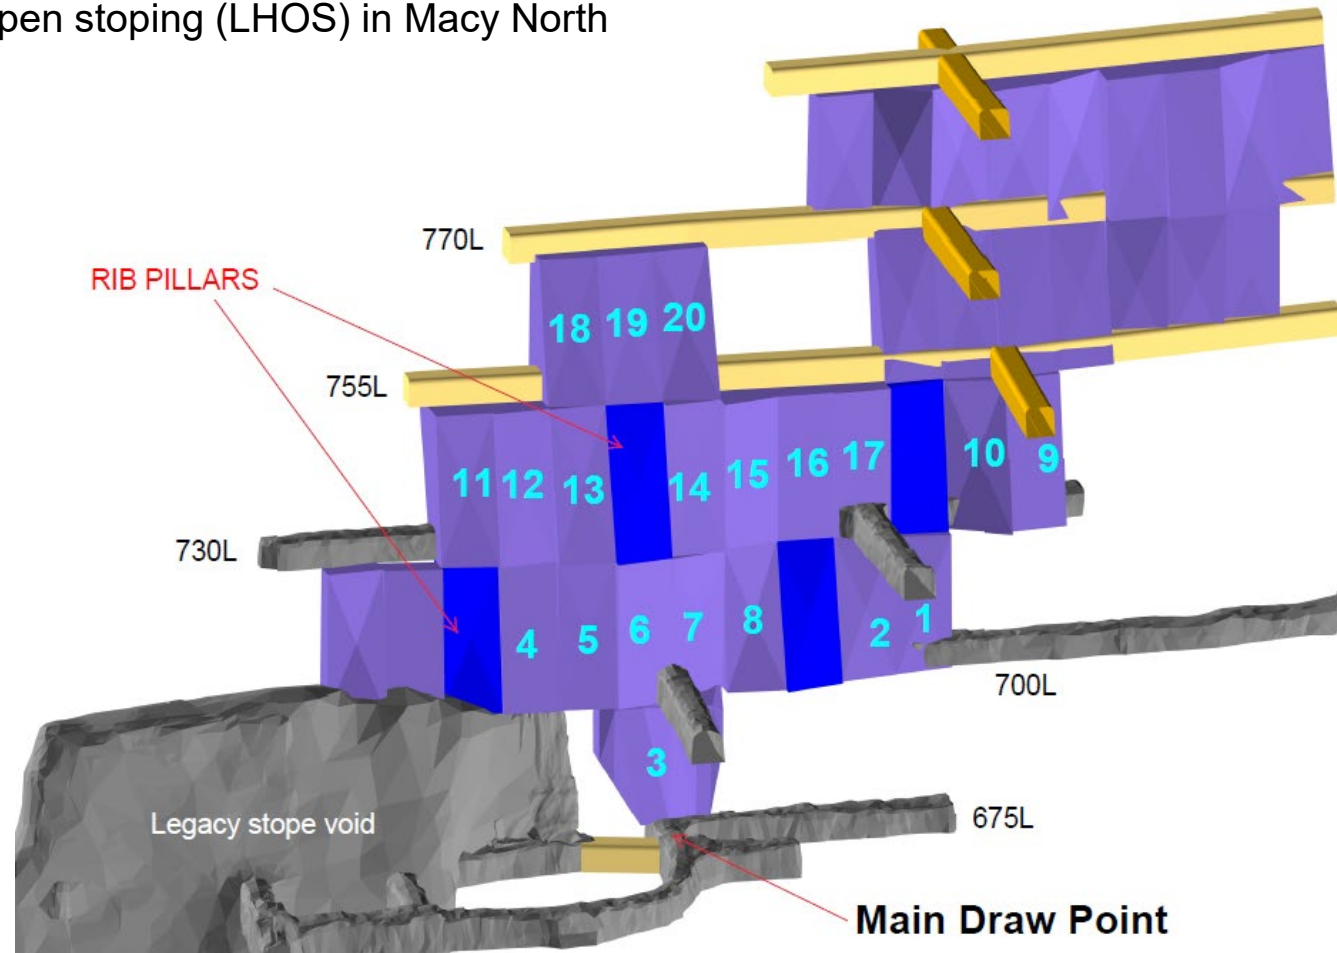 pen stoping (LHOS) in Macy North
770L
RIB PILLARS
18 19 20
755L
11 12 13 14 15 16 17 10 9
730L
4 5 6 7 8 2 1
700L
3
Legacy stope void
675L
Main Draw Point